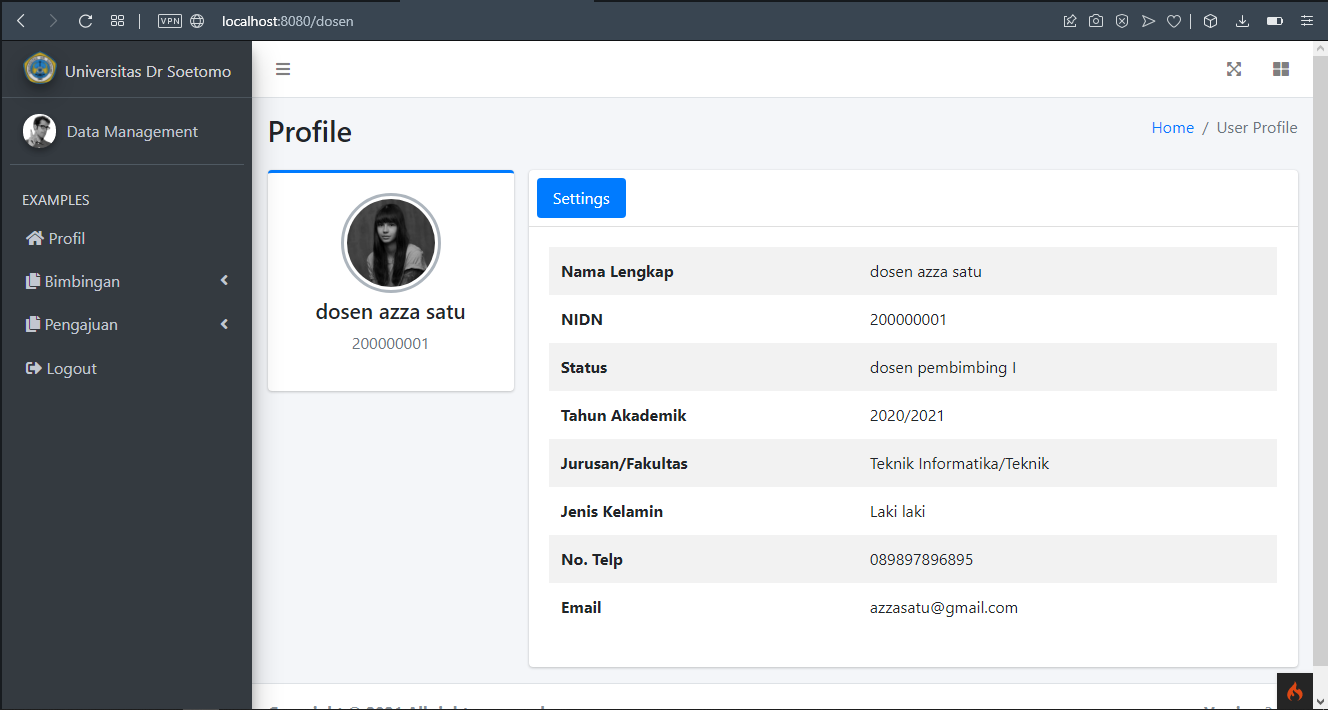 VPN localhost:8080/dosen
Universitas Dr Soetomo
Data Management
EXAMPLES
Profil
Bimbingan
Pengajuan
Logout
Profile
Home / User Profile
dosen azza satu
200000001
Settings
Nama Lengkap dosen azza satu
NIDN 200000001
Status dosen pembimbing I
Tahun Akademik 2020/2021
Jurusan/Fakultas Teknik Informatika/Teknik
Jenis Kelamin Laki laki
No. Telp 089897896895
Email azzasatu@gmail.com